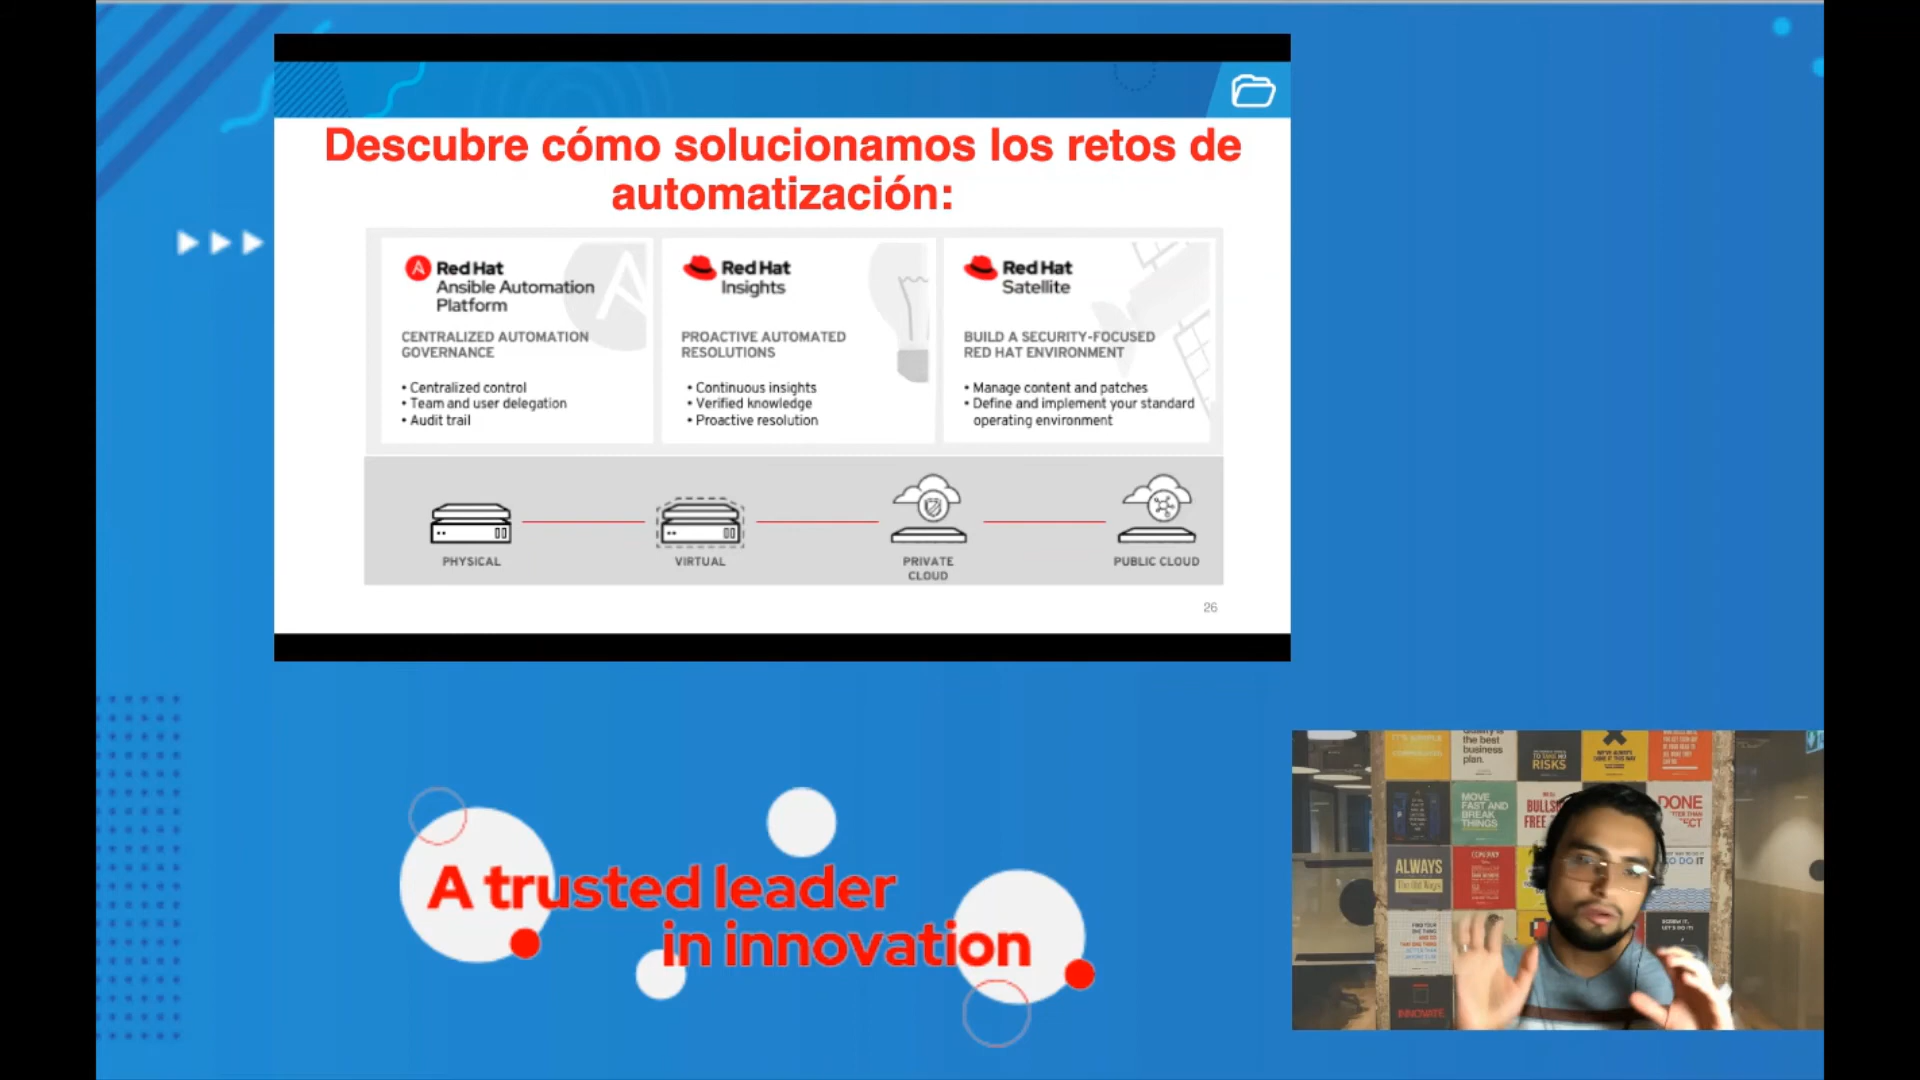 Descubre cómo solucionamos los retos de
automatización:
Red Hat
Ansible Automation
Platform
CENTRALIZED AUTOMATION
GOVERNANCE
• Centralized control
• Team and user delegation
• Audit trail
Red Hat
Insights
PROACTIVE AUTOMATED
RESOLUTIONS
• Continuous insights
• Verified knowledge
• Proactive resolution
Red Hat
Satellite
BUILD A SECURITY-FOCUSED
RED HAT ENVIRONMENT
• Manage content and patches
• Define and implement your standard
operating environment
PHYSICAL
VIRTUAL
PRIVATE
CLOUD
PUBLIC CLOUD
26
A trusted leader
in innovation
the best
business
plan.
RISKS
MOVE
FAST AND
BREAK
THINGS
DONE
ALWAYS
INNOVATE